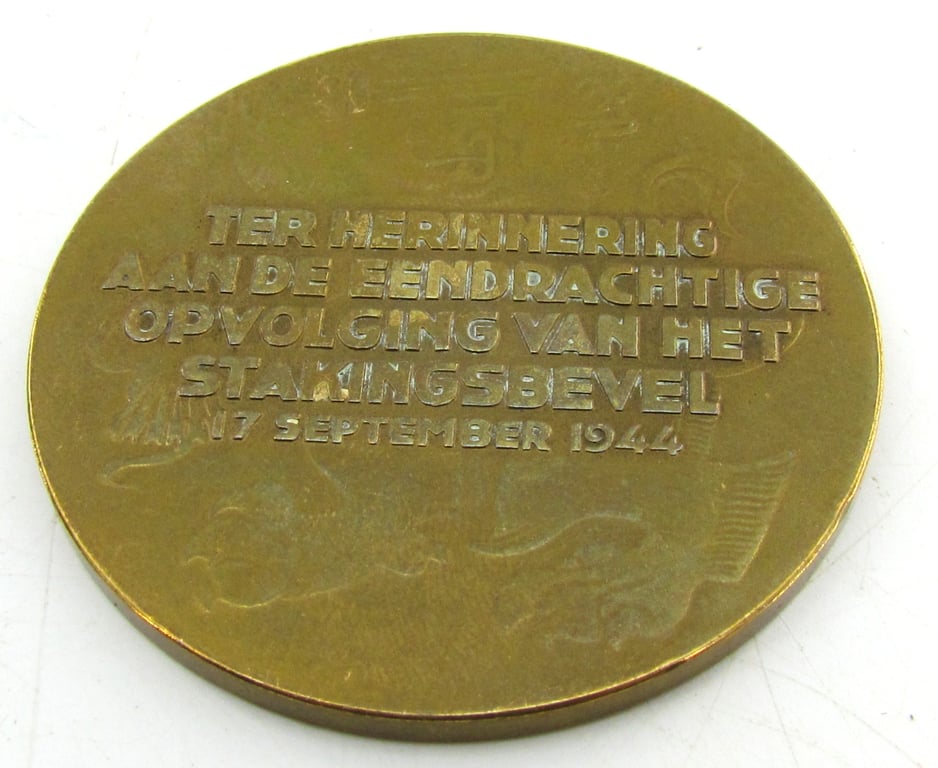 TER HERINNERING
AAN DE EENDRACHTIGE
OPVOLGING VAN HET
STAKINGSBEVEL
17 SEPTEMBER 1944